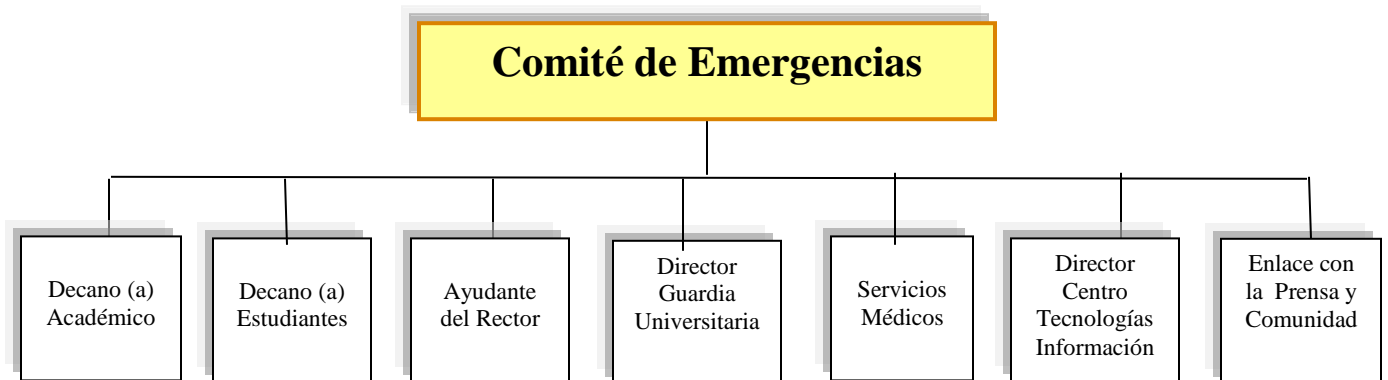 Comité de Emergencias
Decano (a)
Académico
Decano (a)
Estudiantes
Ayudante
del Rector
Director
Guardia
Universitaria
Servicios
Médicos
Director
Centro
Tecnologías
Información
Enlace con
la Prensa y
Comunidad